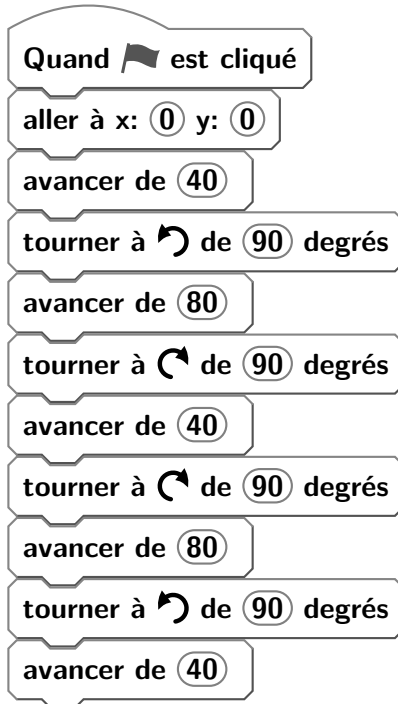 Quand est cliqué
aller à x: 0 y: 0
avancer de 40
tourner à de 90 degrés
avancer de 80
tourner à de 90 degrés
avancer de 40
tourner à de 90 degrés
avancer de 80
tourner à de 90 degrés
avancer de 40